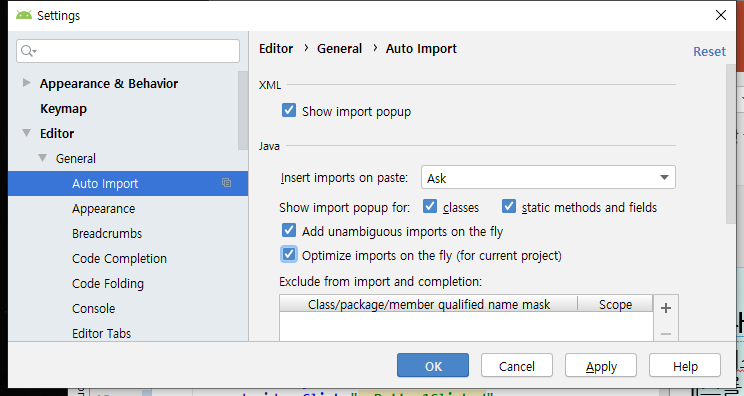 Settings
Editor › General › Auto Import
Reset
Appearance & Behavior
Keymap
Editor
General
Auto Import
Appearance
Breadcrumbs
Code Completion
Code Folding
Console
Editor Tabs
XML
Show import popup
Java
Insert imports on paste: Ask
Show import popup for: classes static methods and fields
Add unambiguous imports on the fly
Optimize imports on the fly (for current project)
Exclude from import and completion:
Class/package/member qualified name mask Scope
OK Cancel Apply Help